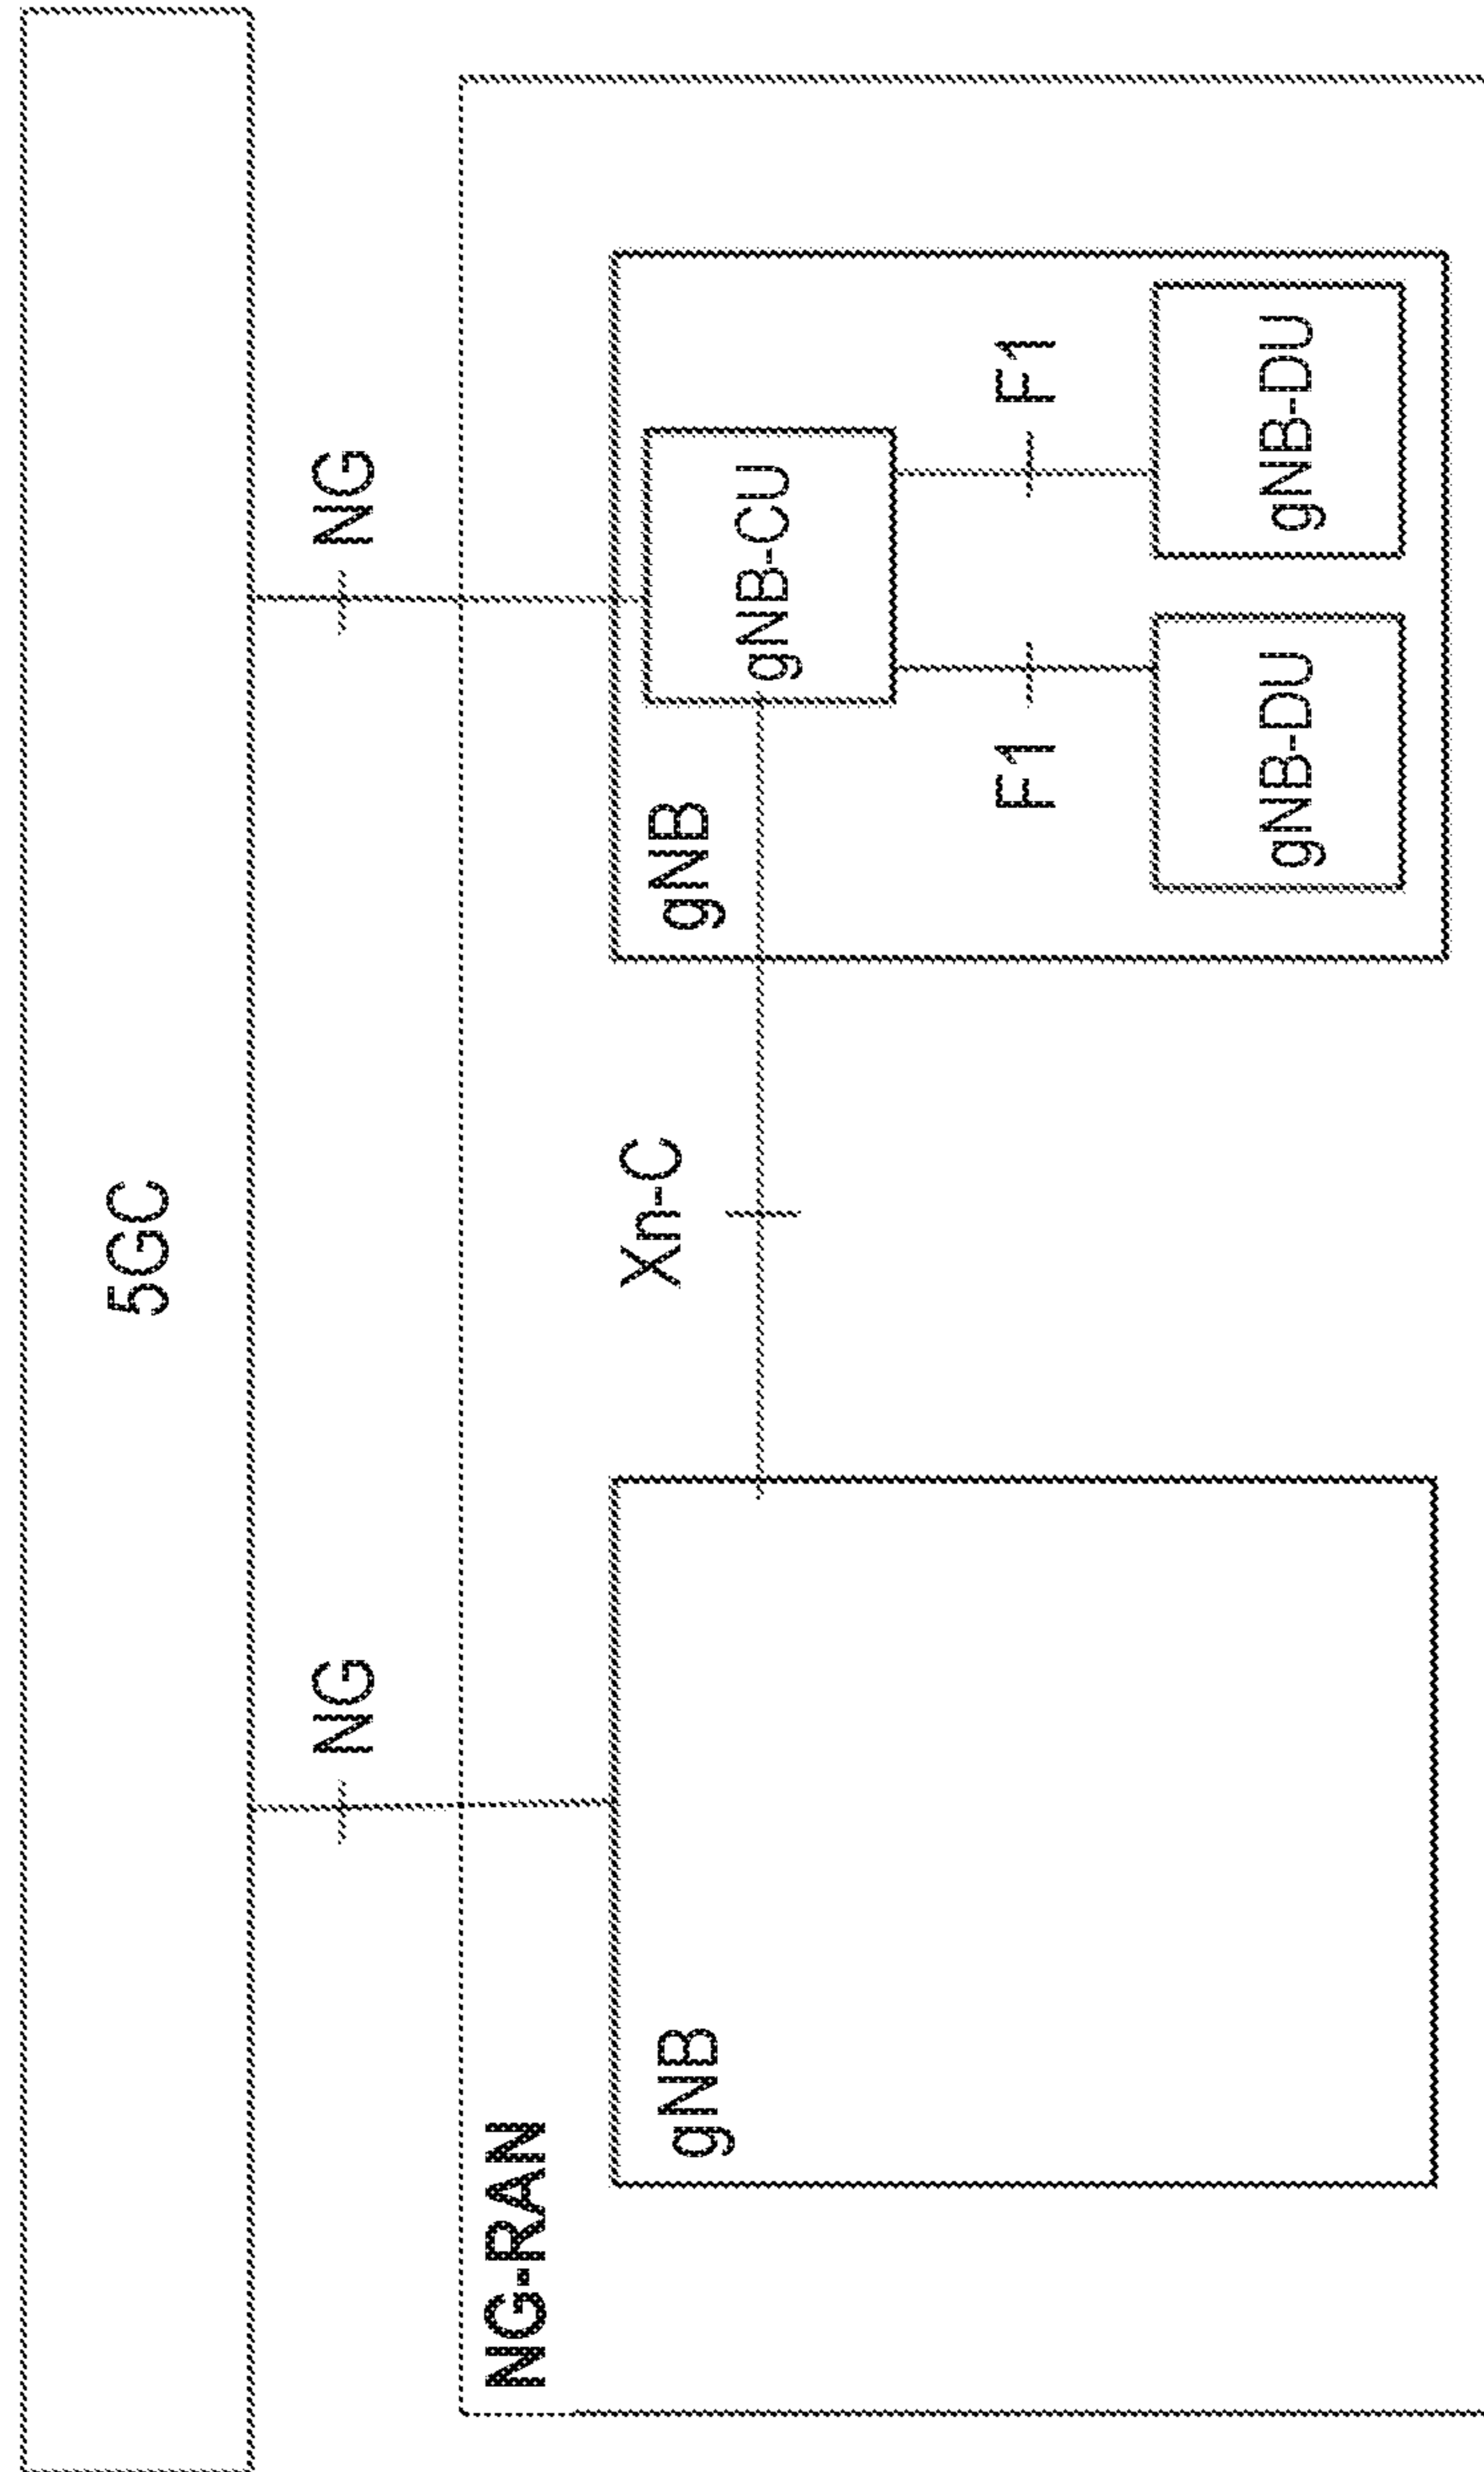 5GC
NG
NG
NG-RAN
gNB
Xn-C
gNB
gNB-CU
F1
F1
gNB-DU
gNB-DU